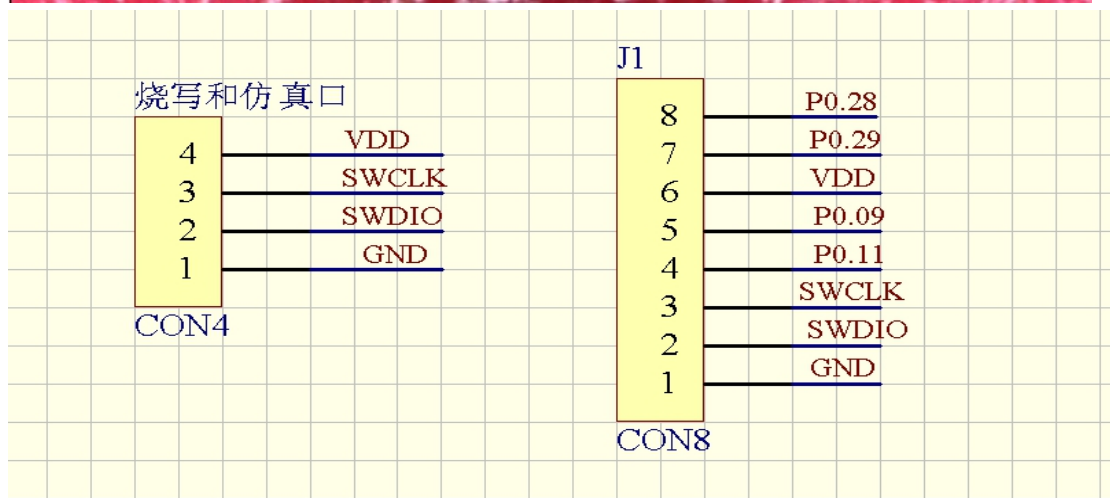 烧写和仿真口
4 VDD
3 SWCLK
2 SWDIO
1 GND
CON4
J1
8 P0.28
7 P0.29
6 VDD
5 P0.09
4 P0.11
3 SWCLK
2 SWDIO
1 GND
CON8